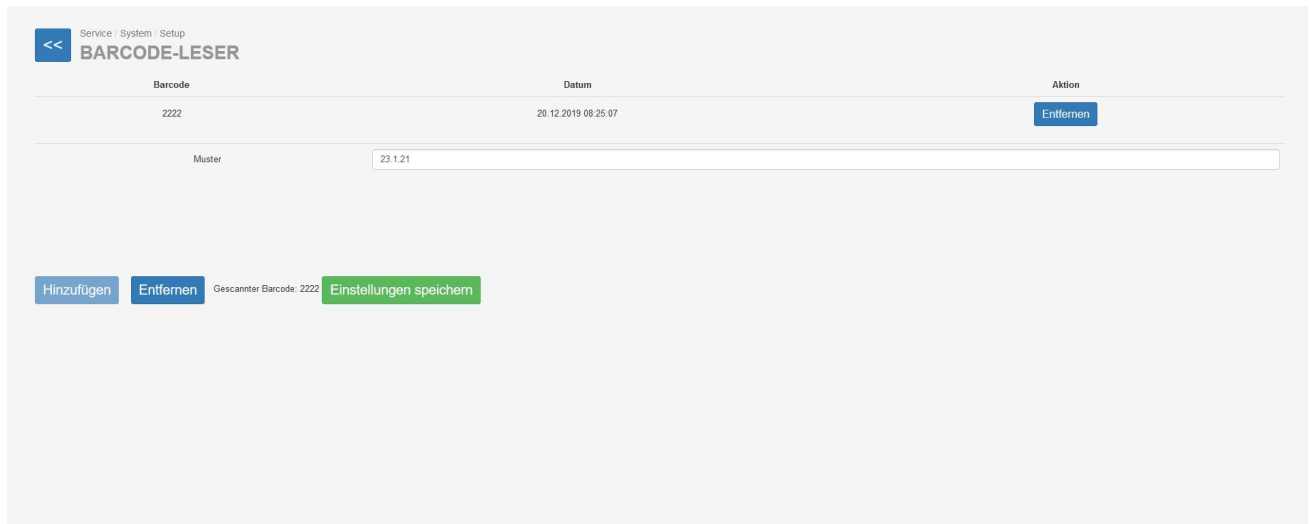 <<
Service / System / Setup
BARCODE-LESER
Barcode Datum Aktion
2222 20.12.2019 08:25:07 Entfernen
Muster 23.1.21
Hinzufügen Entfernen Gescannter Barcode: 2222 Einstellungen speichern